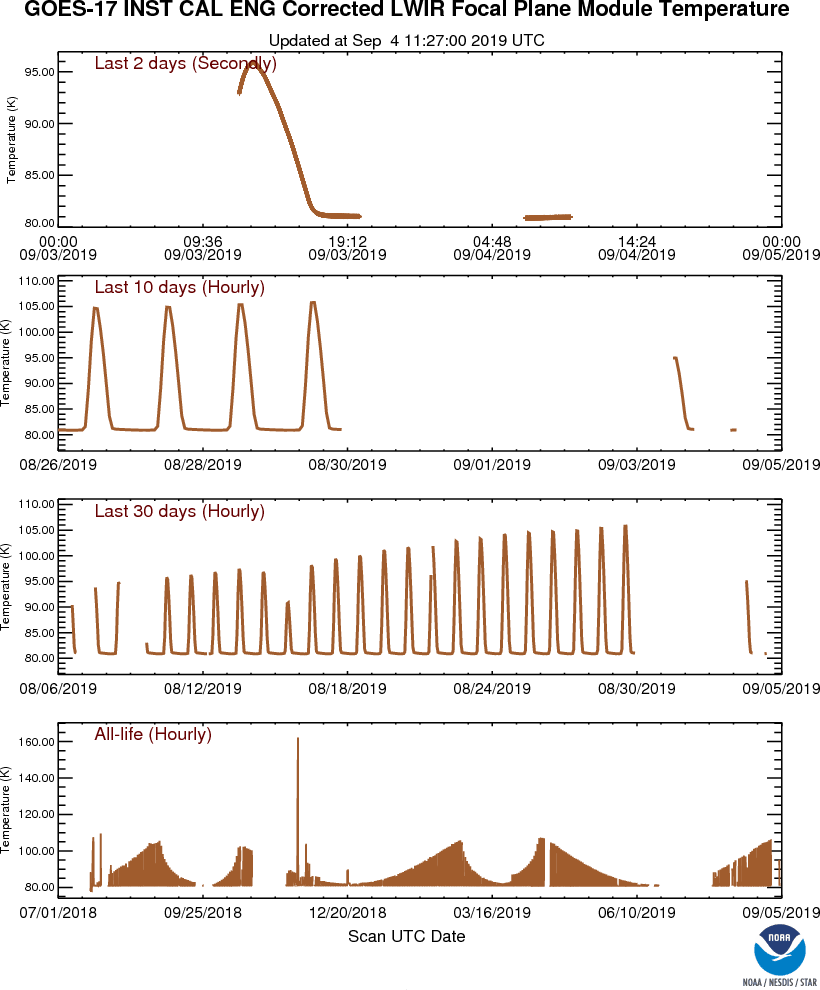 GOES-17 INST CAL ENG Corrected LWIR Focal Plane Module Temperature
Updated at Sep  4 11:27:00 2019 UTC
Last 2 days (Secondly)
Temperature (K)
95.00
90.00
85.00
80.00
00:00 09:36 19:12 04:48 14:24 00:00
09/03/2019 09/03/2019 09/03/2019 09/04/2019 09/04/2019 09/05/2019
Last 10 days (Hourly)
Temperature (K)
110.00
105.00
100.00
95.00
90.00
85.00
80.00
08/26/2019 08/28/2019 08/30/2019 09/01/2019 09/03/2019 09/05/2019
Last 30 days (Hourly)
Temperature (K)
110.00
105.00
100.00
95.00
90.00
85.00
80.00
08/06/2019 08/12/2019 08/18/2019 08/24/2019 08/30/2019 09/05/2019
All-life (Hourly)
Temperature (K)
160.00
140.00
120.00
100.00
80.00
07/01/2018 09/25/2018 12/20/2018 03/16/2019 06/10/2019 09/05/2019
Scan UTC Date
NOAA
NOAA / NESDIS / STAR